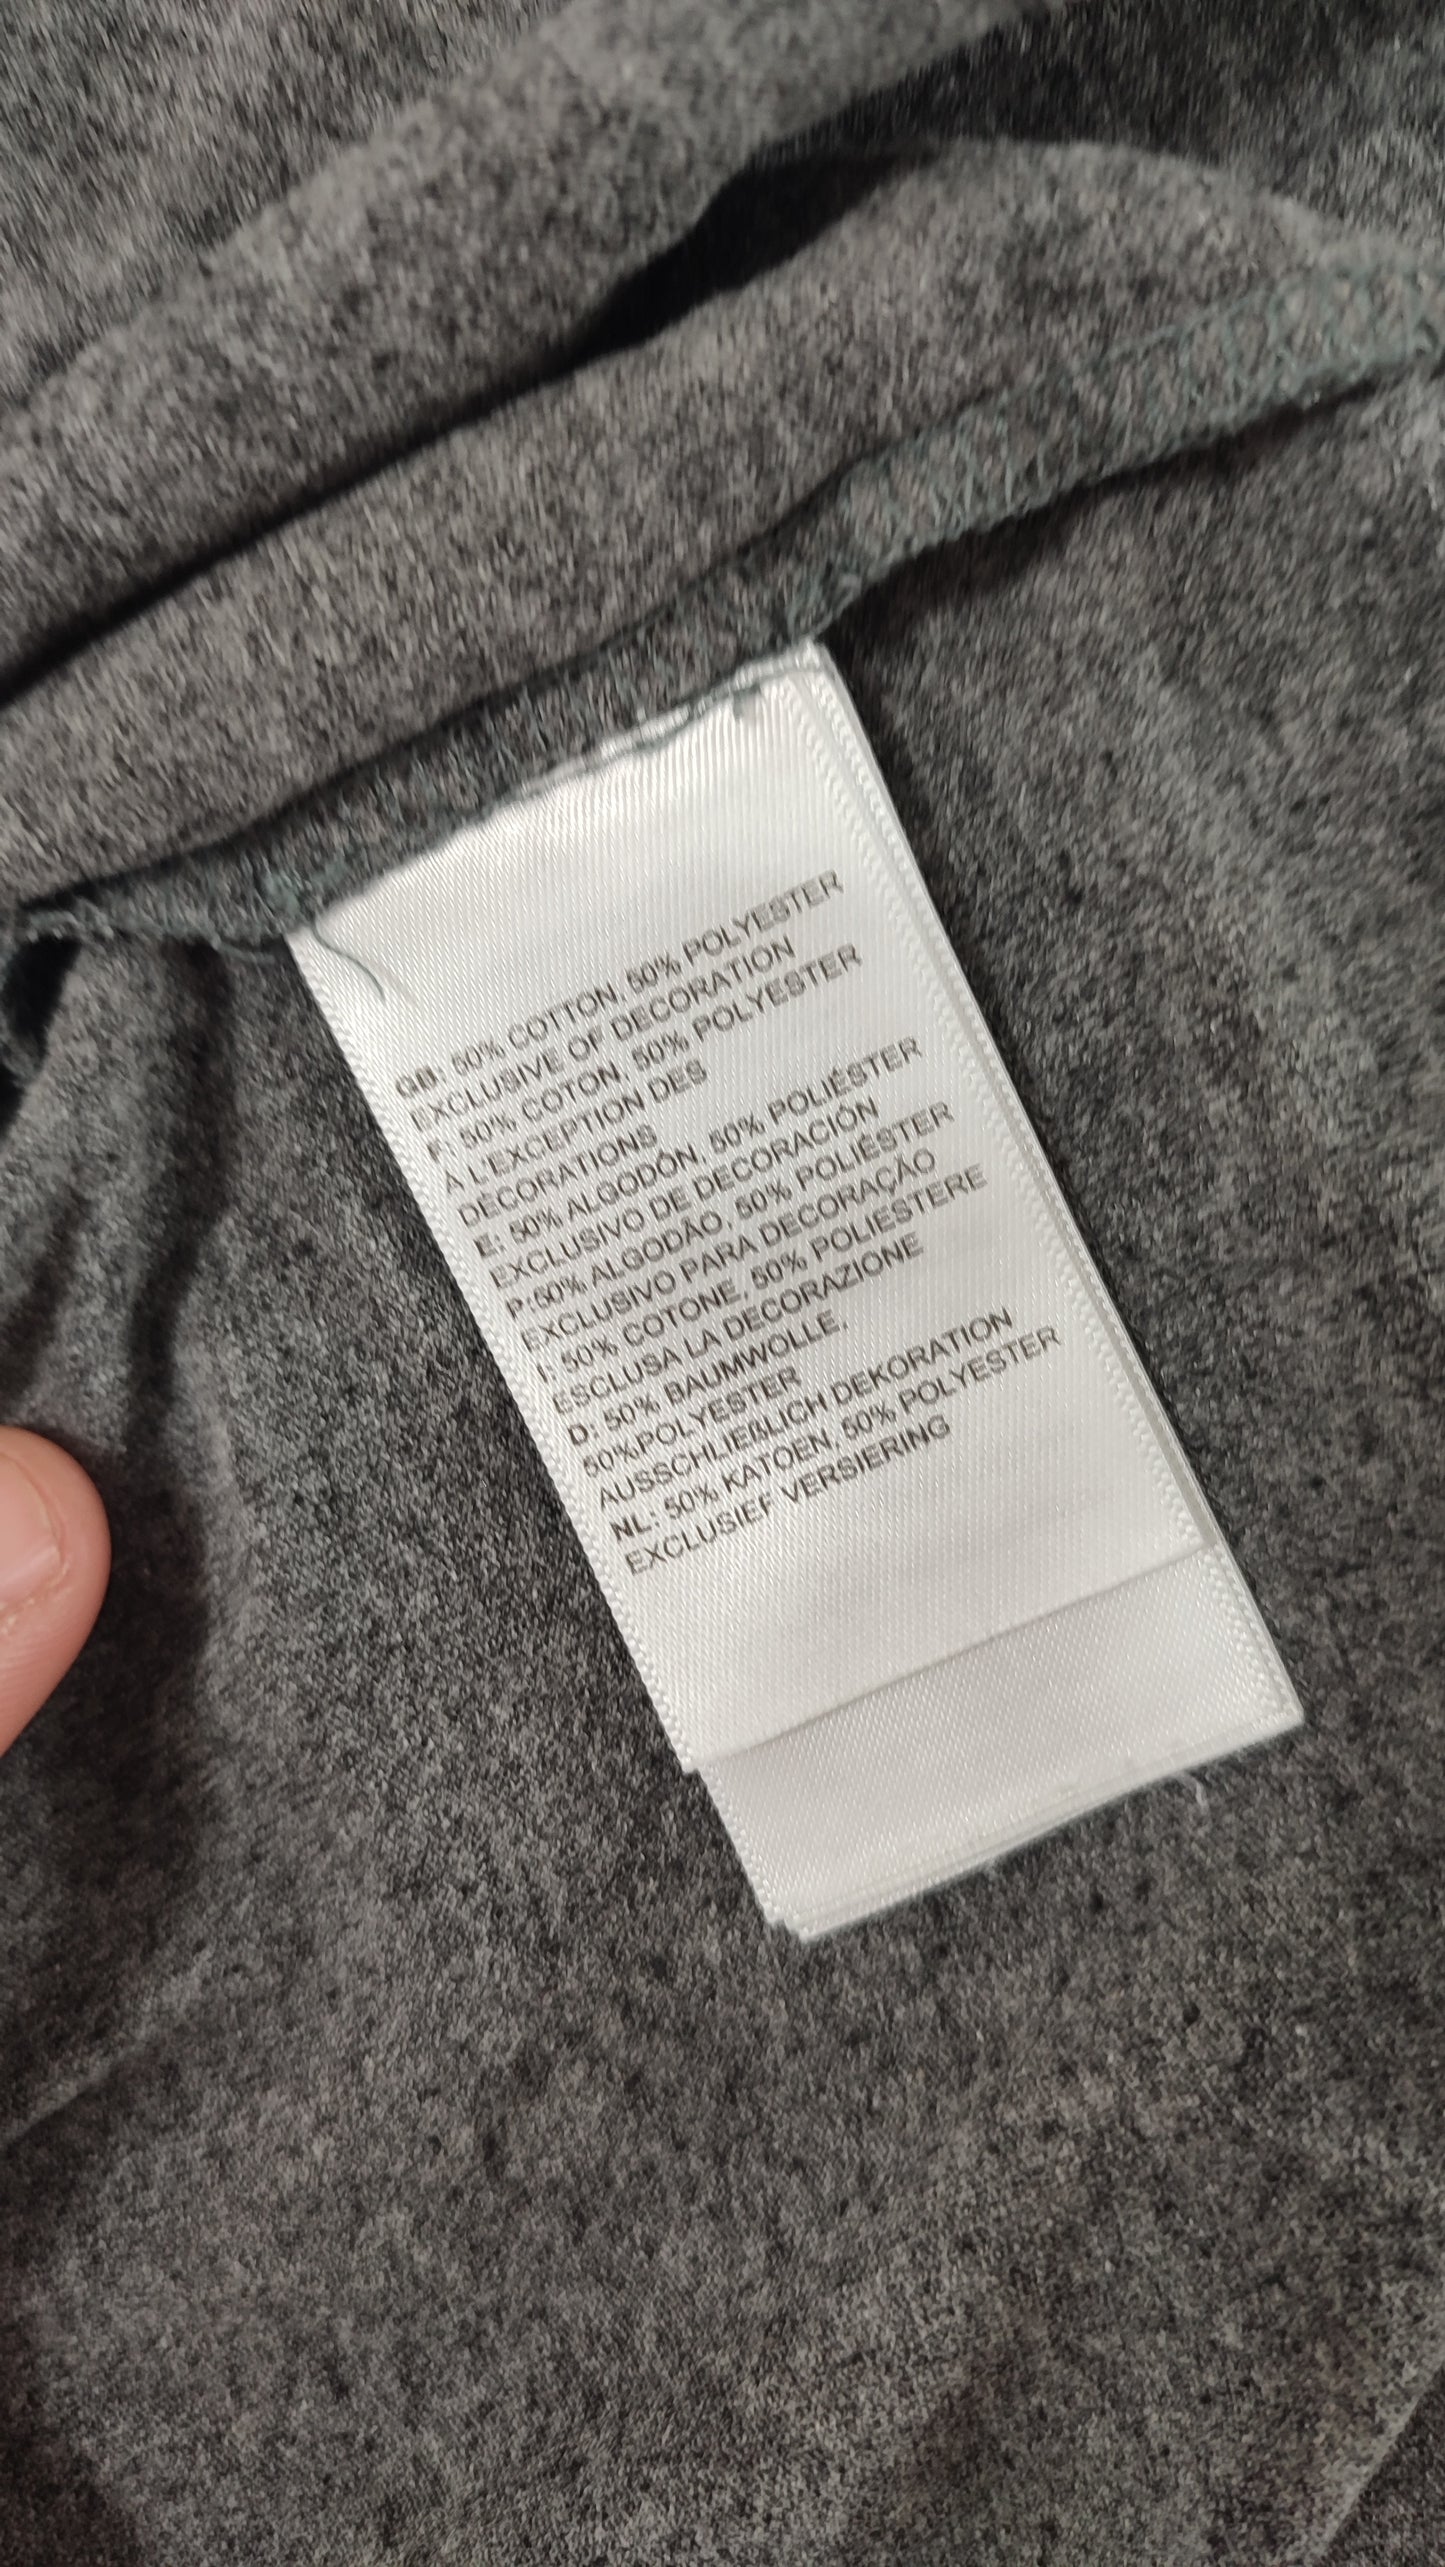 GB: 50% COTTON, 50% POLYESTER
EXCLUSIVE OF DECORATION
F: 50% COTON, 50% POLYESTER
À L'EXCEPTION DES
DÉCORATIONS
E: 50% ALGODÓN, 50% POLIÉSTER
EXCLUSIVO DE DECORACIÓN
P:50% ALGODÃO, 50% POLIÉSTER
EXCLUSIVO PARA DECORAÇÃO
I: 50% COTONE, 50% POLIESTERE
ESCLUSA LA DECORAZIONE
D: 50% BAUMWOLLE,
50%POLYESTER
AUSSCHLIEßLICH DEKORATION
NL: 50% KATOEN, 50% POLYESTER
EXCLUSIEF VERSIERING